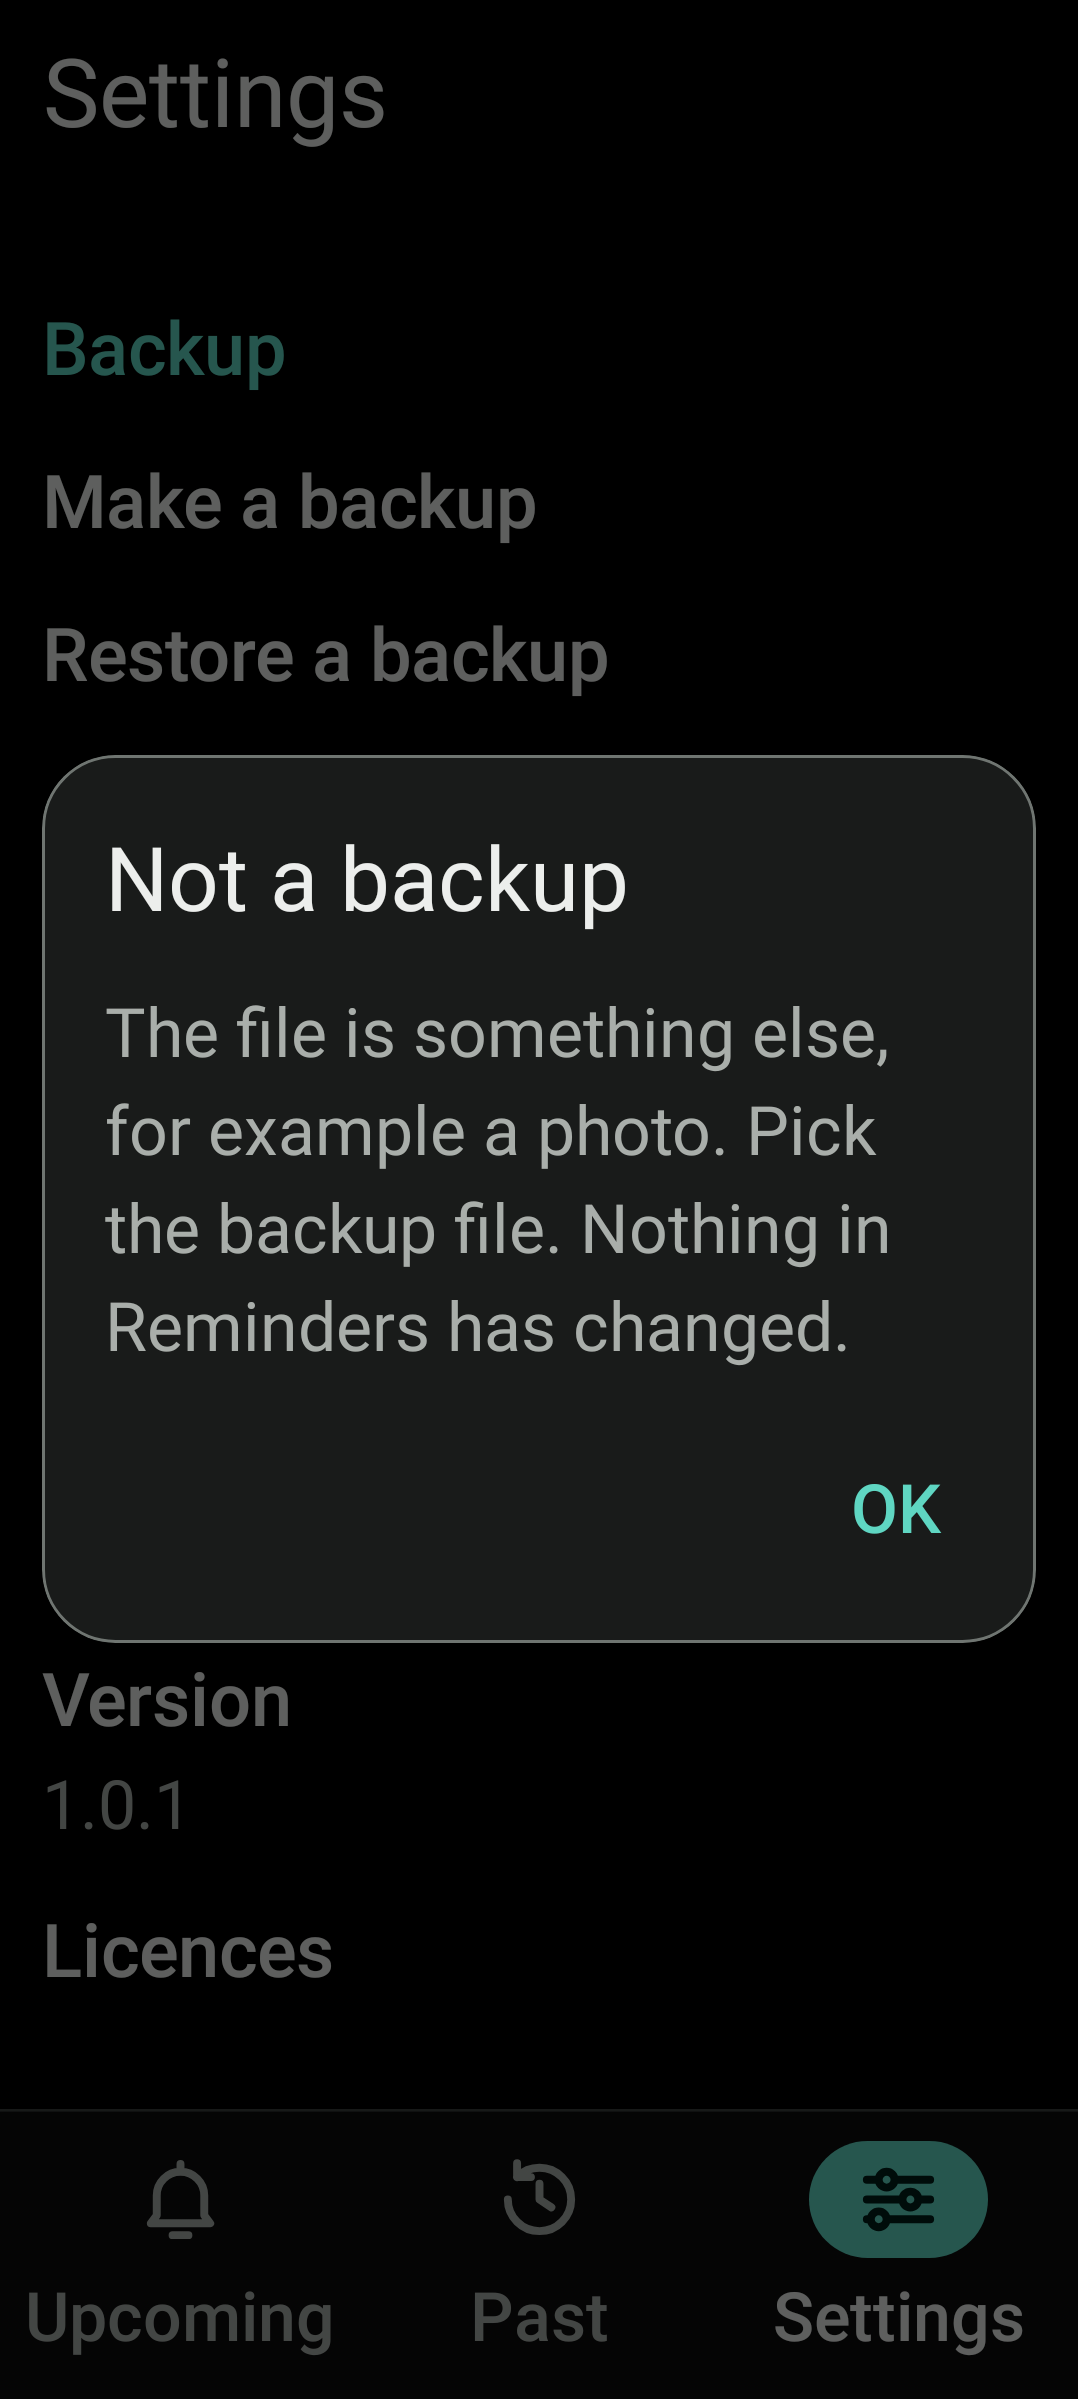 Settings
Backup
Make a backup
Restore a backup
Not a backup
The file is something else,
for example a photo. Pick
the backup file. Nothing in
Reminders has changed.
OK
Version
1.0.1
Licences
Upcoming
Past
Settings